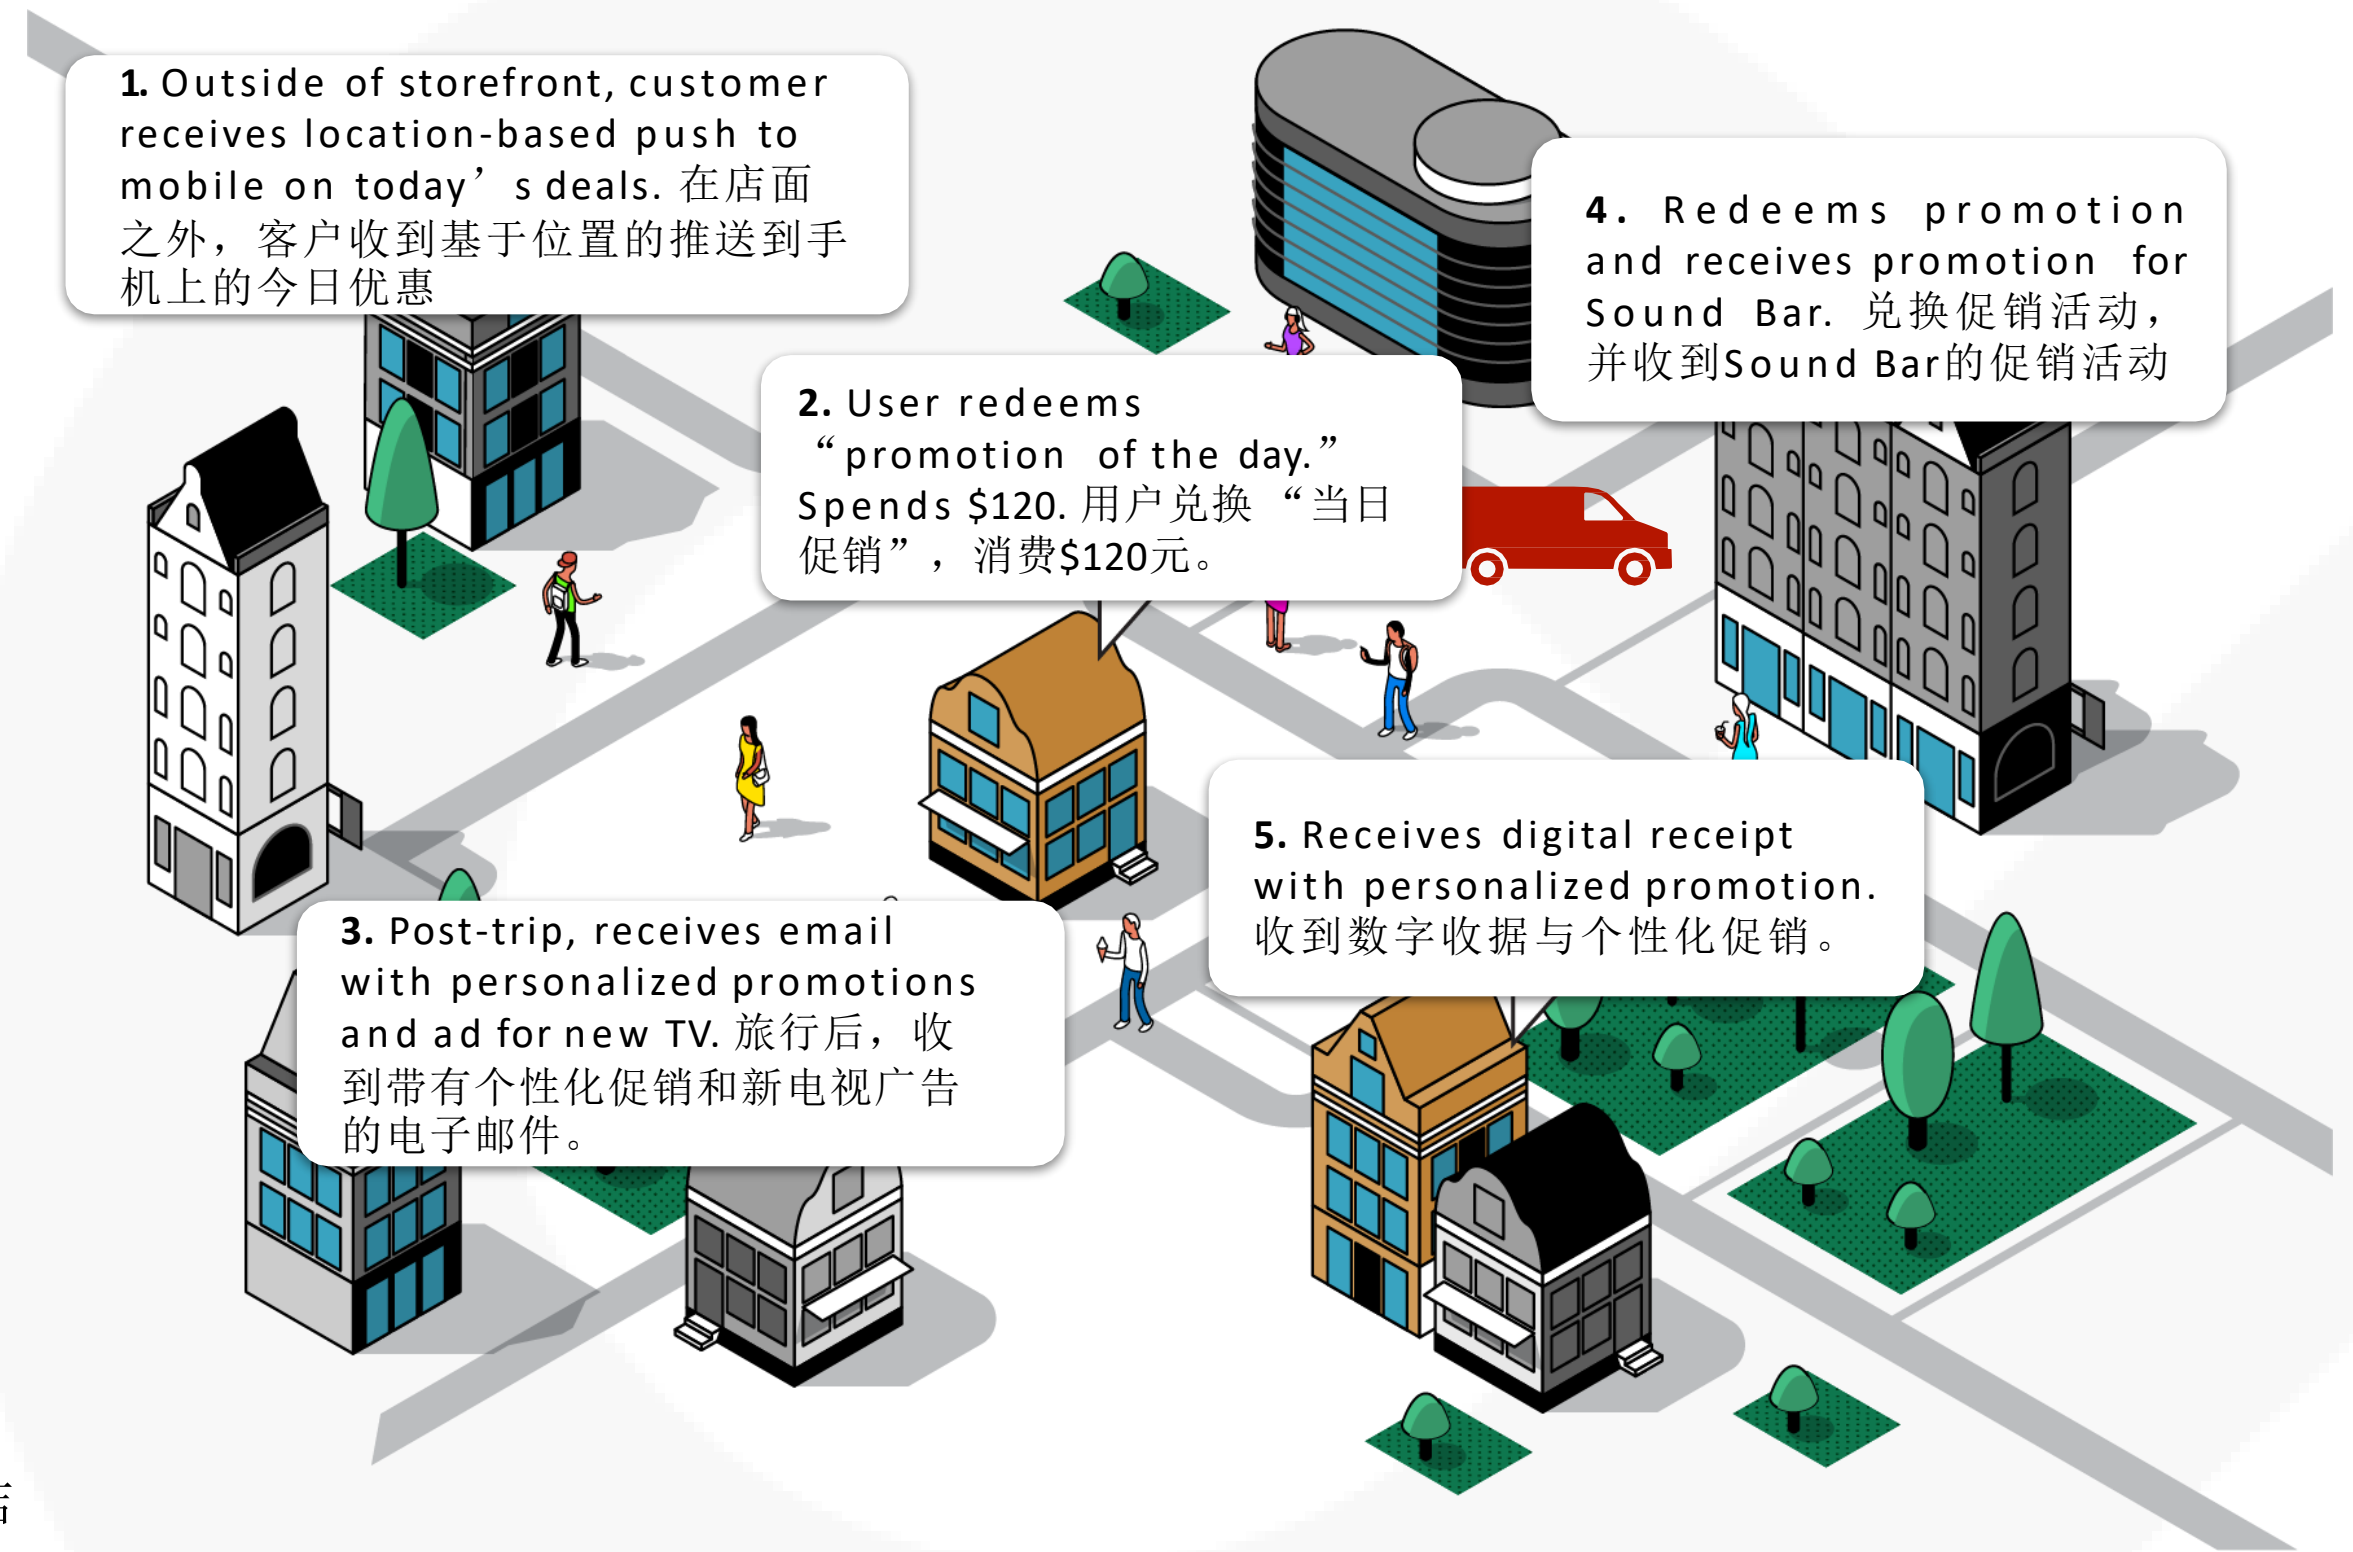 1. Outside of storefront, customer
receives location-based push to
mobile on today’s deals. 在店面
之外，客户收到基于位置的推送到手
机上的今日优惠
2. User redeems
“promotion of the day.”
Spends $120. 用户兑换 “当日
促销”，消费$120元。
3. Post-trip, receives email
with personalized promotions
and ad for new TV. 旅行后，收
到带有个性化促销和新电视广告
的电子邮件。
4. Redeems promotion
and receives promotion for
Sound Bar. 兑换促销活动，
并收到Sound Bar的促销活动
5. Receives digital receipt
with personalized promotion.
收到数字收据与个性化促销。